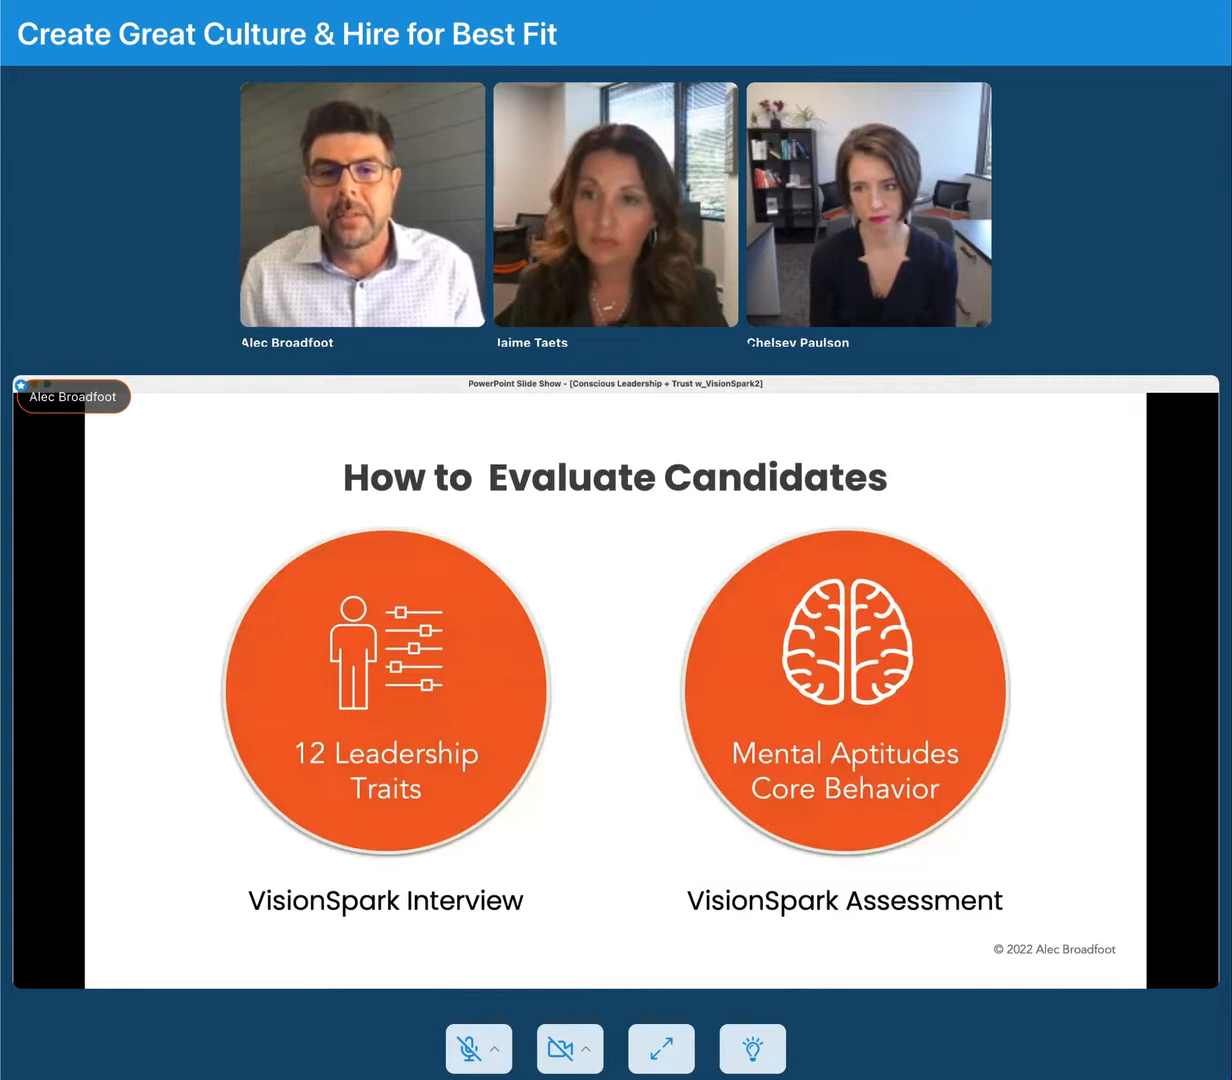 Create Great Culture & Hire for Best Fit
Alec Broadfoot
Jaime Taets
Chelsey Paulson
PowerPoint Slide Show - [Conscious Leadership + Trust w_VisionSpark2]
Alec Broadfoot
How to Evaluate Candidates
12 Leadership
Traits
Mental Aptitudes
Core Behavior
VisionSpark Interview
VisionSpark Assessment
© 2022 Alec Broadfoot